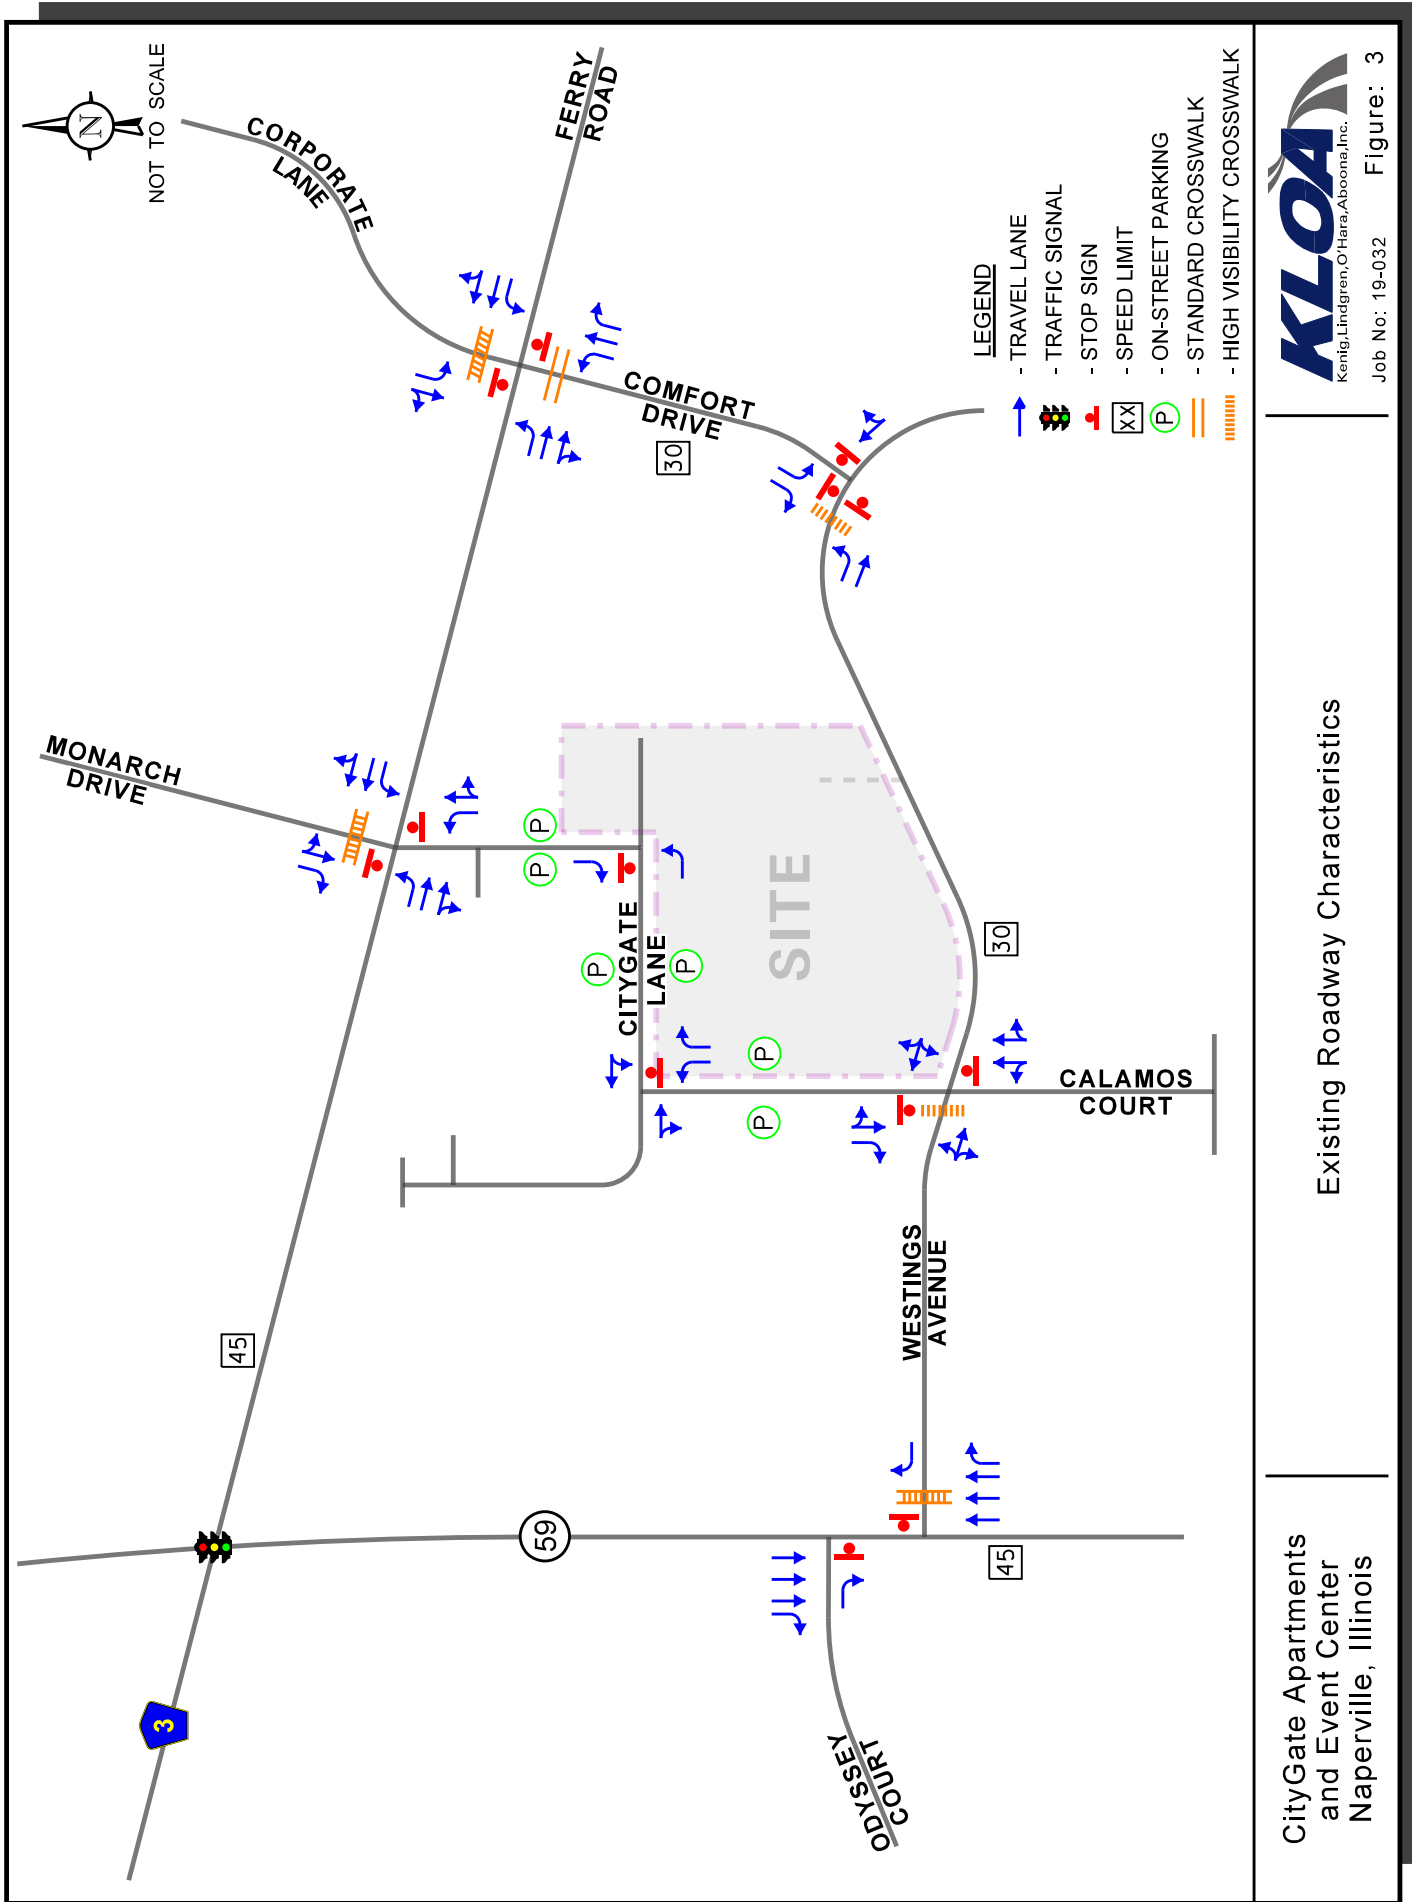 N
NOT TO SCALE
CORPORATE
LANE
FERRY
ROAD
MONARCH
DRIVE
COMFORT
DRIVE
30
P
P
CITYGATE
LANE
P
P
SITE
P
P
30
CALAMOS
COURT
45
WESTINGS
AVENUE
59
45
3
ODYSSEY
COURT
LEGEND
- TRAVEL LANE
- TRAFFIC SIGNAL
- STOP SIGN
XX - SPEED LIMIT
P - ON-STREET PARKING
- STANDARD CROSSWALK
- HIGH VISIBILITY CROSSWALK
CityGate Apartments
and Event Center
Naperville, Illinois
Existing Roadway Characteristics
KLOA
Kenig,Lindgren,O'Hara,Aboona,Inc.
Job No: 19-032 Figure: 3